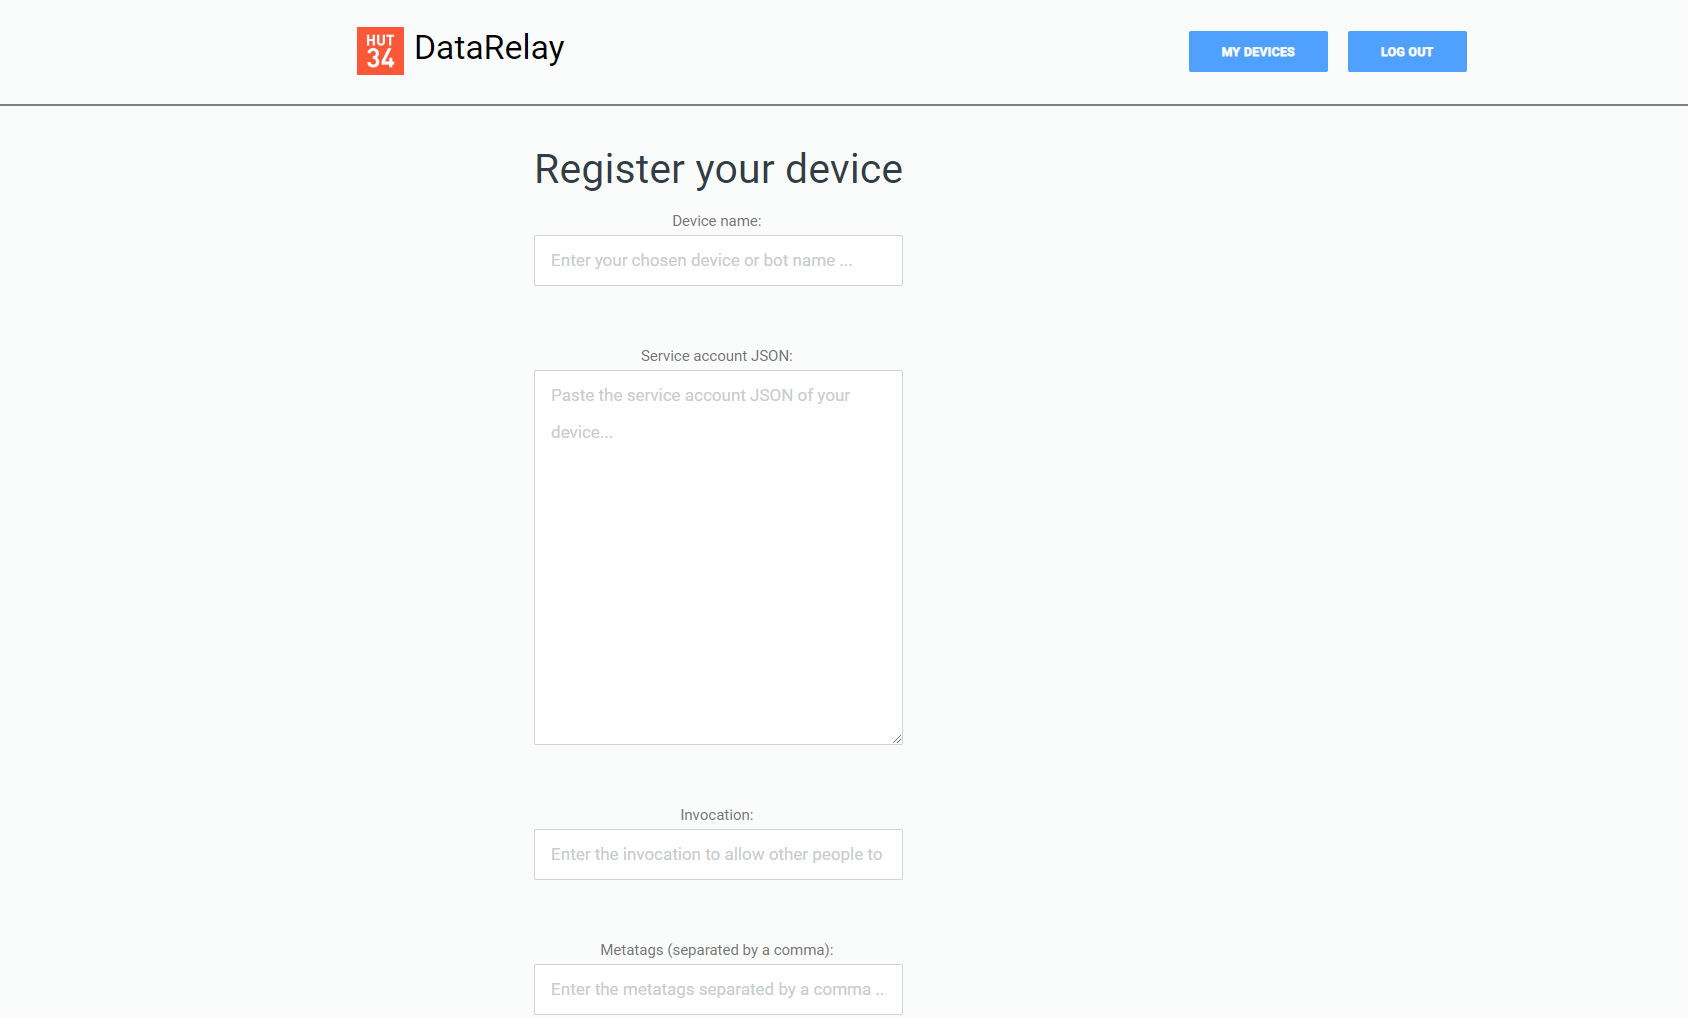 HUT
34
DataRelay
MY DEVICES
LOG OUT
Register your device
Device name:
Enter your chosen device or bot name ...
Service account JSON:
Paste the service account JSON of your
device...
Invocation:
Enter the invocation to allow other people to
Metatags (separated by a comma):
Enter the metatags separated by a comma ..